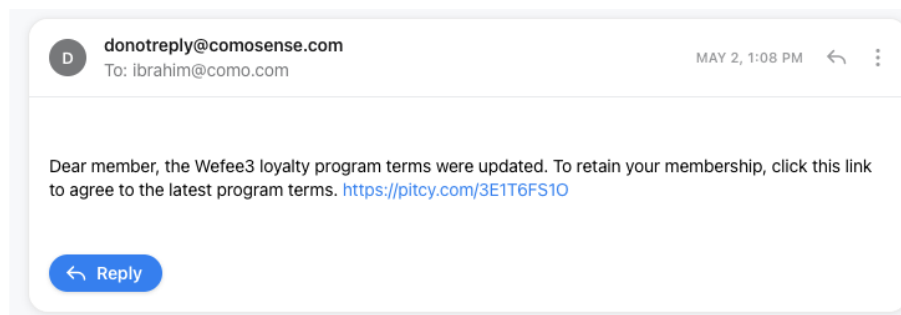 D
donotreply@comosense.com
To: ibrahim@como.com
MAY 2, 1:08 PM
Dear member, the Wefee3 loyalty program terms were updated. To retain your membership, click this link
to agree to the latest program terms. https://pitcy.com/3E1T6FS1O
Reply